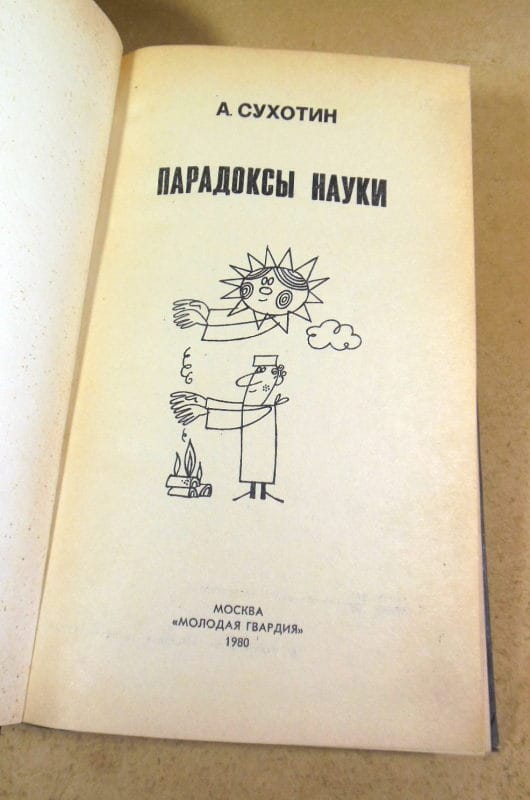 А. СУХОТИН
ПАРАДОКСЫ НАУКИ
МОСКВА
«МОЛОДАЯ ГВАРДИЯ»
1980